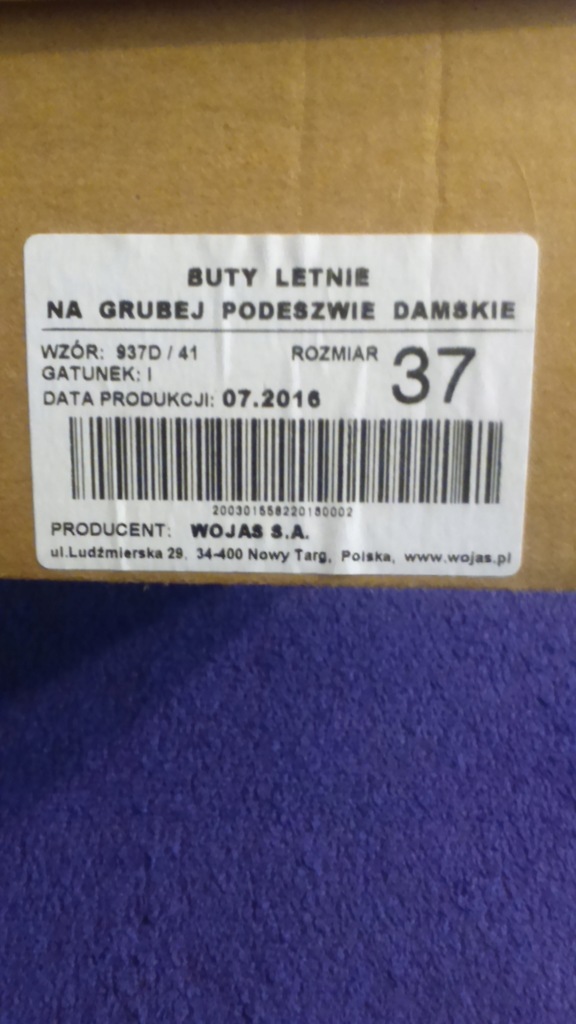 BUTY LETNIE
NA GRUBEJ PODESZWIE DAMSKIE
WZÓR: 937D / 41 ROZMIAR 37
GATUNEK: I
DATA PRODUKCJI: 07.2016
200301558220180002
PRODUCENT: WOJAS S.A.
ul.Ludźmierska 29. 34-400 Nowy Targ, Polska, www.wojas.pl